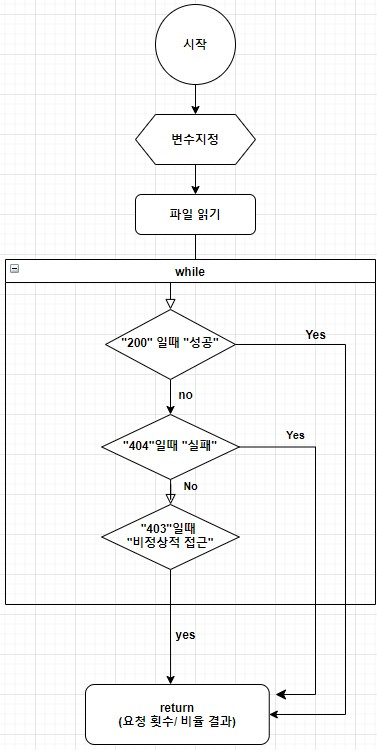 시작
변수지정
파일 읽기
while
"200" 일때 "성공"
Yes
no
"404"일때 "실패"
Yes
No
"403"일때
"비정상적 접근"
yes
return
(요청 횟수/ 비율 결과)